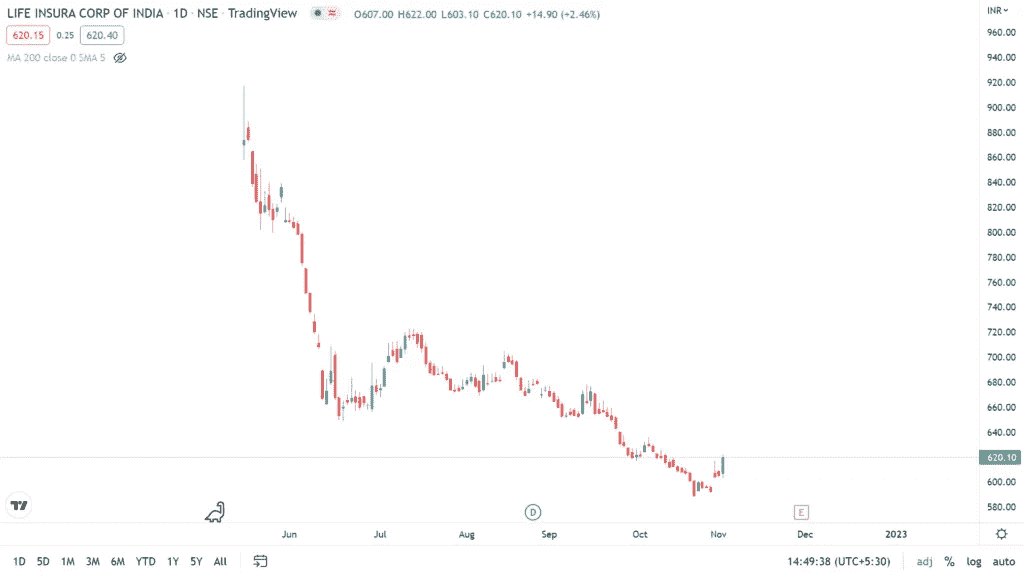 LIFE INSURA CORP OF INDIA · 1D · NSE · TradingView O607.00 H622.00 L603.10 C620.10 +14.90 (+2.46%)
620.15 0.25 620.40
MA 200 close 0 SMA 5
INR
960.00
940.00
920.00
900.00
880.00
860.00
840.00
820.00
800.00
780.00
760.00
740.00
720.00
700.00
680.00
660.00
640.00
620.10
600.00
580.00
D
E
Jun Jul Aug Sep Oct Nov Dec 2023
1D 5D 1M 3M 6M YTD 1Y 5Y All 14:49:38 (UTC+5:30) adj % log auto